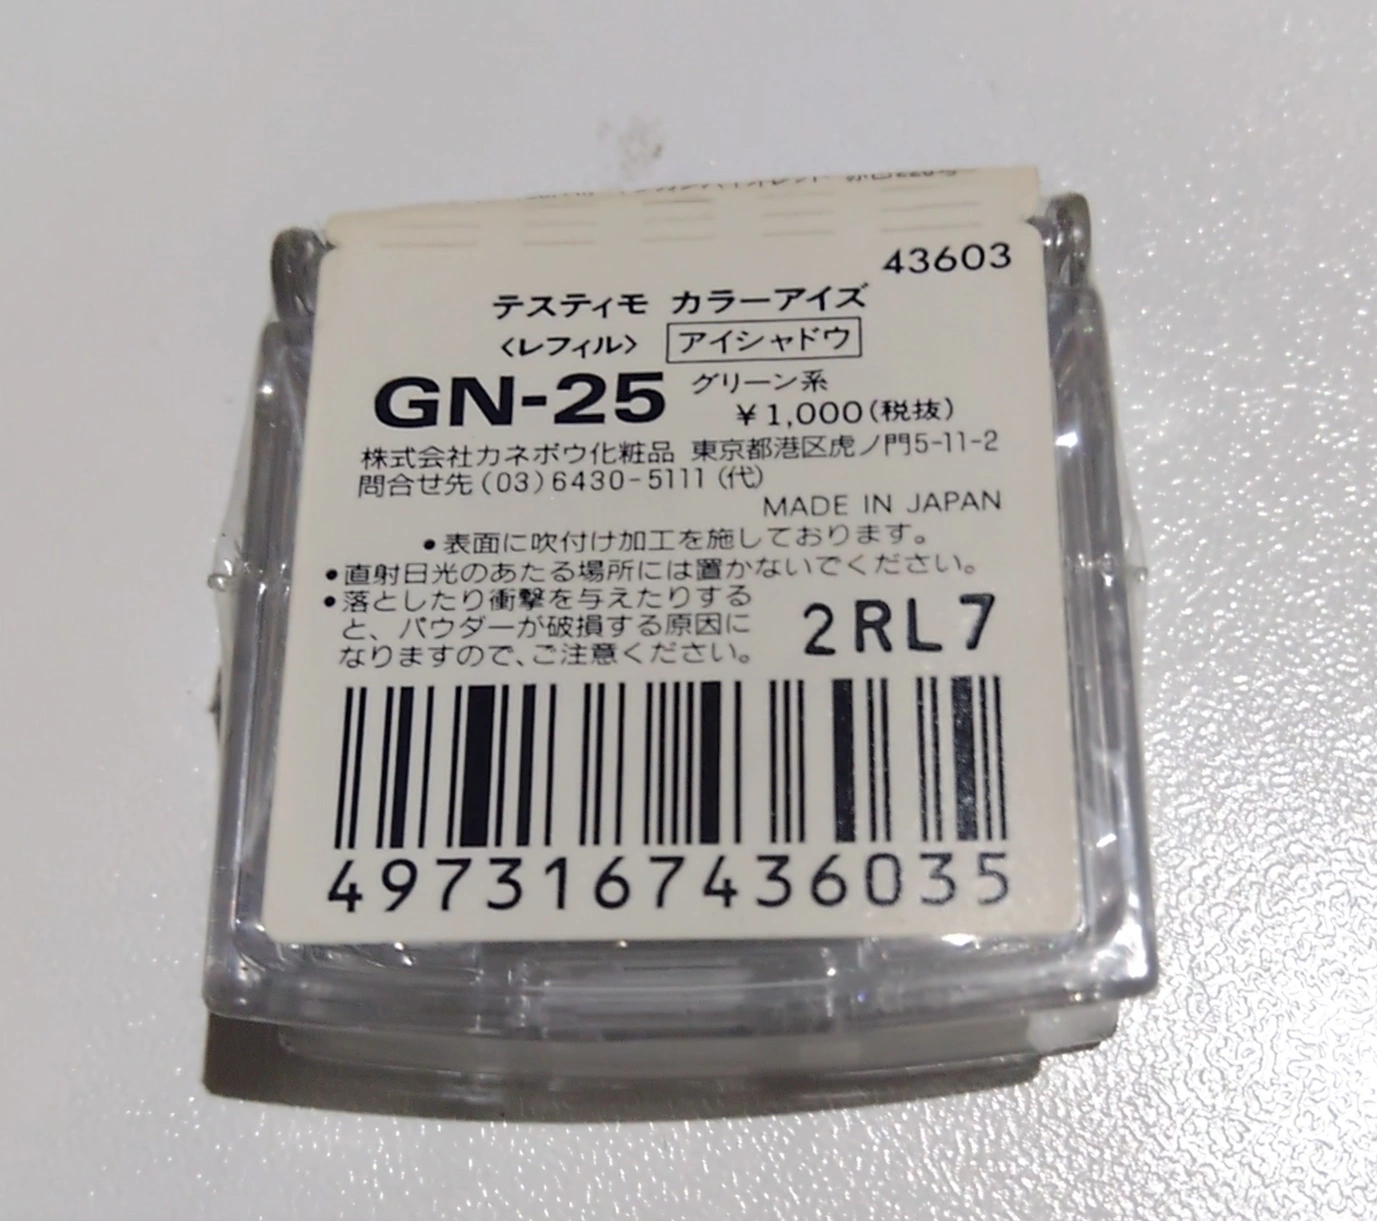 43603
テスティモ カラーアイズ
〈レフィル〉 アイシャドウ
GN-25 グリーン系
￥1,000(税抜)
株式会社カネボウ化粧品 東京都港区虎ノ門5-11-2
問合せ先(03)6430-5111(代)
MADE IN JAPAN
●表面に吹付け加工を施しております。
●直射日光のあたる場所には置かないでください。
●落としたり衝撃を与えたりする
と、パウダーが破損する原因に
なりますので、ご注意ください。
2RL7
4973167436035